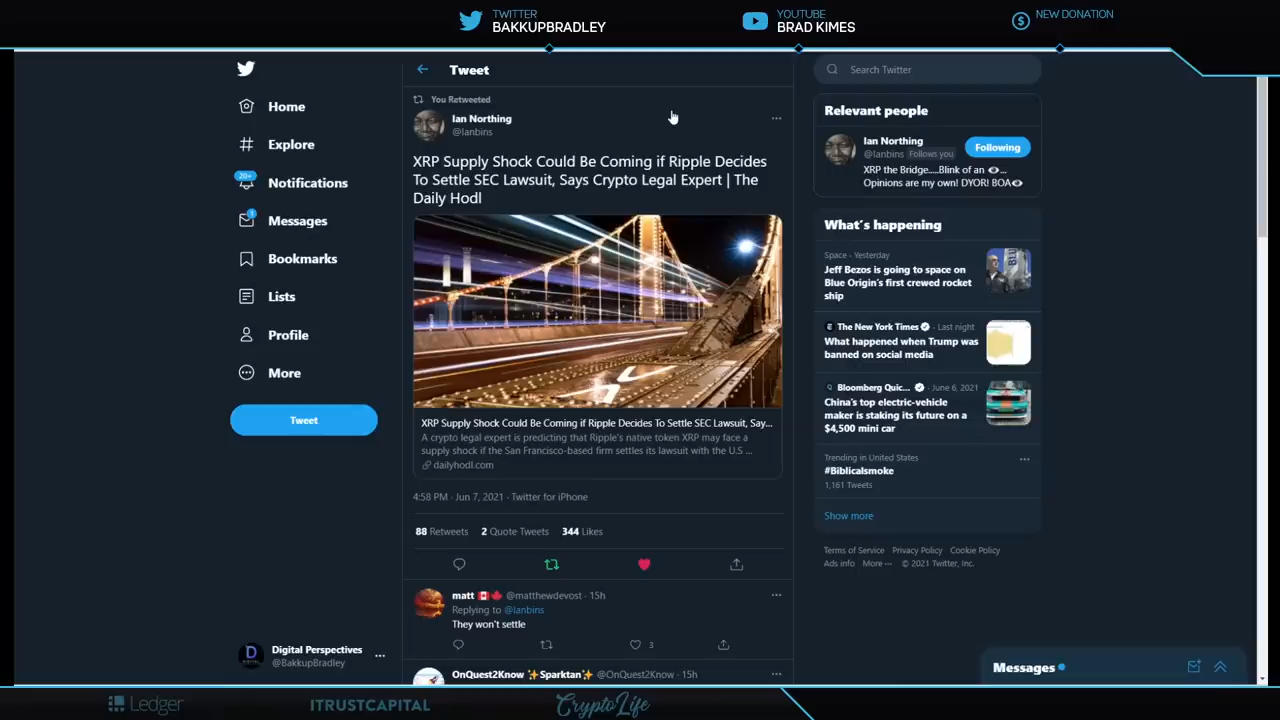 TWITTER
BAKKUPBRADLEY
YOUTUBE
BRAD KIMES
NEW DONATION
Home
Explore
20+
Notifications
1
Messages
Bookmarks
Lists
Profile
More
Tweet
Digital Perspectives
@BakkupBradley
Tweet
You Retweeted
Ian Northing
@Ianbins
XRP Supply Shock Could Be Coming if Ripple Decides
To Settle SEC Lawsuit, Says Crypto Legal Expert | The
Daily Hodl
XRP Supply Shock Could Be Coming if Ripple Decides To Settle SEC Lawsuit, Say...
A crypto legal expert is predicting that Ripple's native token XRP may face a
supply shock if the San Francisco-based firm settles its lawsuit with the U.S ...
dailyhodl.com
4:58 PM · Jun 7, 2021 · Twitter for iPhone
88 Retweets 2 Quote Tweets 344 Likes
matt @matthewdevost · 15h
Replying to @Ianbins
They won't settle
3
OnQuest2Know ✨Sparktan✨ @OnQuest2Know · 15h
Search Twitter
Relevant people
Ian Northing
@Ianbins Follows you
Following
XRP the Bridge.....Blink of an 👁...
Opinions are my own! DYOR! BOA👁
What's happening
Space · Yesterday
Jeff Bezos is going to space on
Blue Origin's first crewed rocket
ship
The New York Times · Last night
What happened when Trump was
banned on social media
Bloomberg Quic... · June 6, 2021
China's top electric-vehicle
maker is staking its future on a
$4,500 mini car
Trending in United States
#Biblicalsmoke
1,161 Tweets
Show more
Terms of Service Privacy Policy Cookie Policy
Ads info More ··· © 2021 Twitter, Inc.
Messages
Ledger
ITRUSTCAPITAL
CryptoLife